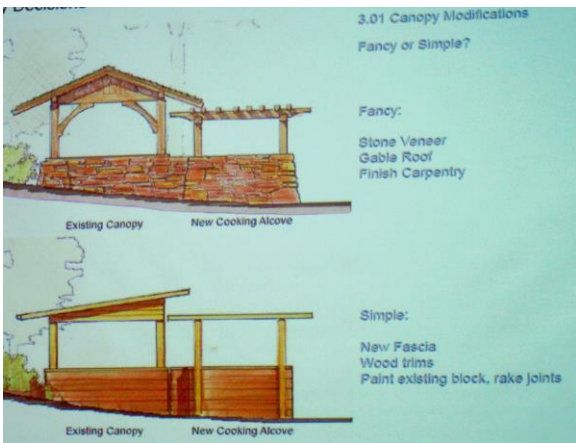 Decisions
3.01 Canopy Modifications
Fancy or Simple?
Fancy:
Stone Veneer
Gable Roof
Finish Carpentry
Existing Canopy
New Cooking Alcove
Simple:
New Fascia
Wood trims
Paint existing block, rake joints
Existing Canopy
New Cooking Alcove